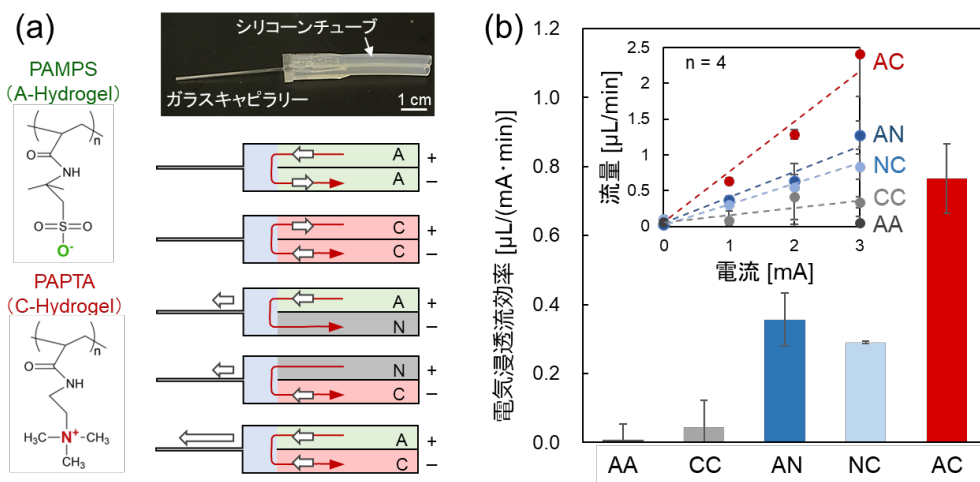 (a)
PAMPS
(A-Hydrogel)
n
O
NH
O=S=O
O-
PAPTA
(C-Hydrogel)
n
O
NH
H₃C-N⁺-CH₃
CH₃
シリコーンチューブ
ガラスキャピラリー
1 cm
A +
A −
C +
C −
A +
N −
N +
C −
A +
C −
(b)
電気浸透流効率 [μL/(mA·min)]
1.2
1.0
0.8
0.6
0.4
0.2
0.0
AA CC AN NC AC
n = 4
流量 [μL/min]
2.5
2
1.5
1
0.5
0
0 1 2 3
電流 [mA]
AC
AN
NC
CC
AA